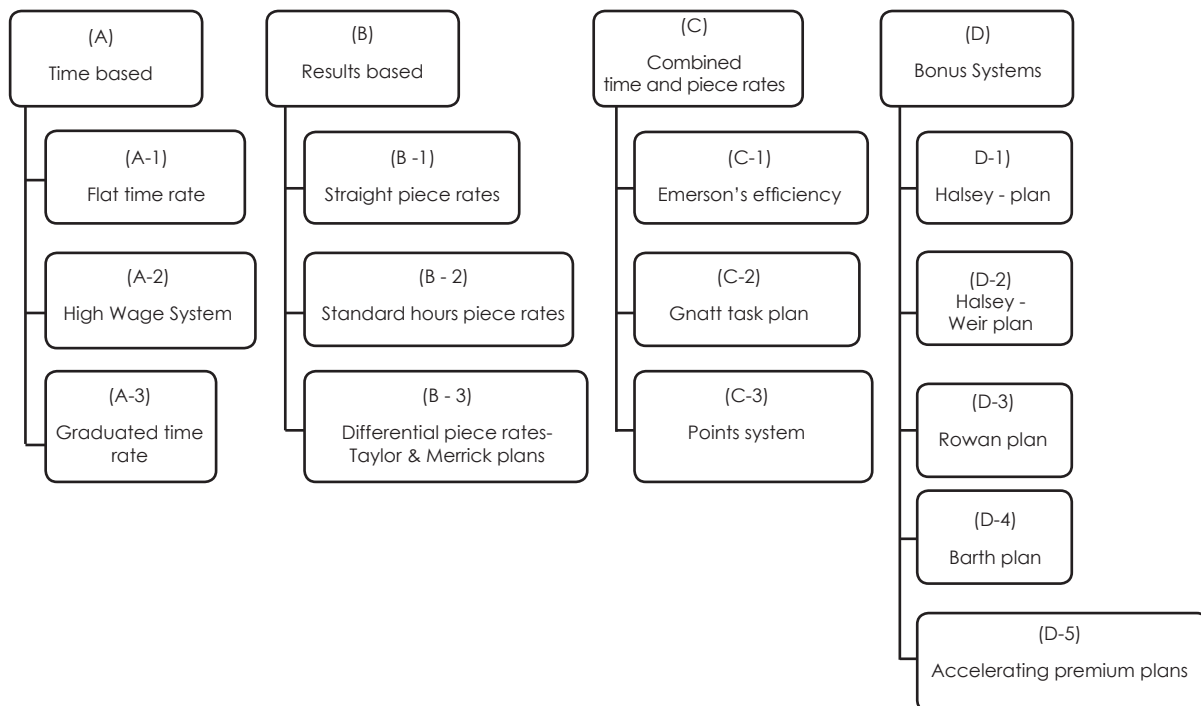 (A)
Time based
(A-1)
Flat time rate
(A-2)
High Wage System
(A-3)
Graduated time
rate
(B)
Results based
(B -1)
Straight piece rates
(B - 2)
Standard hours piece rates
(B - 3)
Differential piece rates-
Taylor & Merrick plans
(C)
Combined
time and piece rates
(C-1)
Emerson's efficiency
(C-2)
Gnatt task plan
(C-3)
Points system
(D)
Bonus Systems
D-1)
Halsey - plan
(D-2)
Halsey -
Weir plan
(D-3)
Rowan plan
(D-4)
Barth plan
(D-5)
Accelerating premium plans